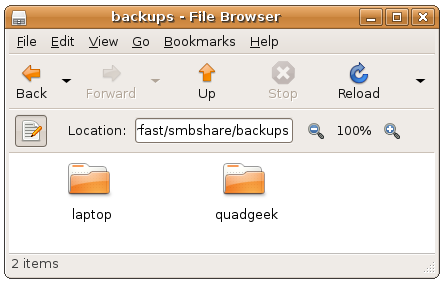 backups - File Browser
File Edit View Go Bookmarks Help
Back Forward Up Stop Reload
Location: rfast/smbshare/backups 100%
laptop quadgeek
2 items